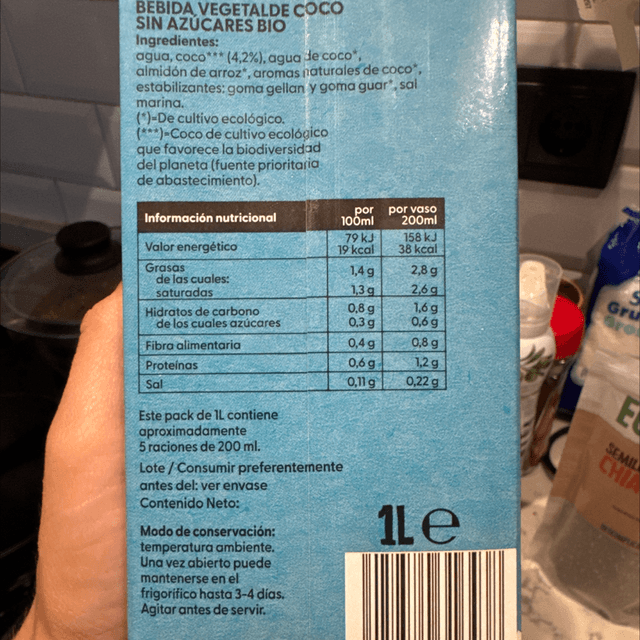 BEBIDA VEGETAL DE COCO
SIN AZÚCARES BIO
Ingredientes:
agua, coco*** (4,2%), agua de coco*,
almidón de arroz*, aromas naturales de coco*,
estabilizantes: goma gellan y goma guar*, sal
marina.
(*)=De cultivo ecológico.
(***)=Coco de cultivo ecológico
que favorece la biodiversidad
del planeta (fuente prioritaria
de abastecimiento).
Información nutricional por 100ml por vaso 200ml
Valor energético 79 kJ 19 kcal 158 kJ 38 kcal
Grasas 1,4 g 2,8 g
de las cuales:
saturadas 1,3 g 2,6 g
Hidratos de carbono 0,8 g 1,6 g
de los cuales azúcares 0,3 g 0,6 g
Fibra alimentaria 0,4 g 0,8 g
Proteínas 0,6 g 1,2 g
Sal 0,11 g 0,22 g
Este pack de 1L contiene
aproximadamente
5 raciones de 200 ml.
Lote / Consumir preferentemente
antes del: ver envase
Contenido Neto:
1L e
Modo de conservación:
temperatura ambiente.
Una vez abierto puede
mantenerse en el
frigorífico hasta 3-4 días.
Agitar antes de servir.